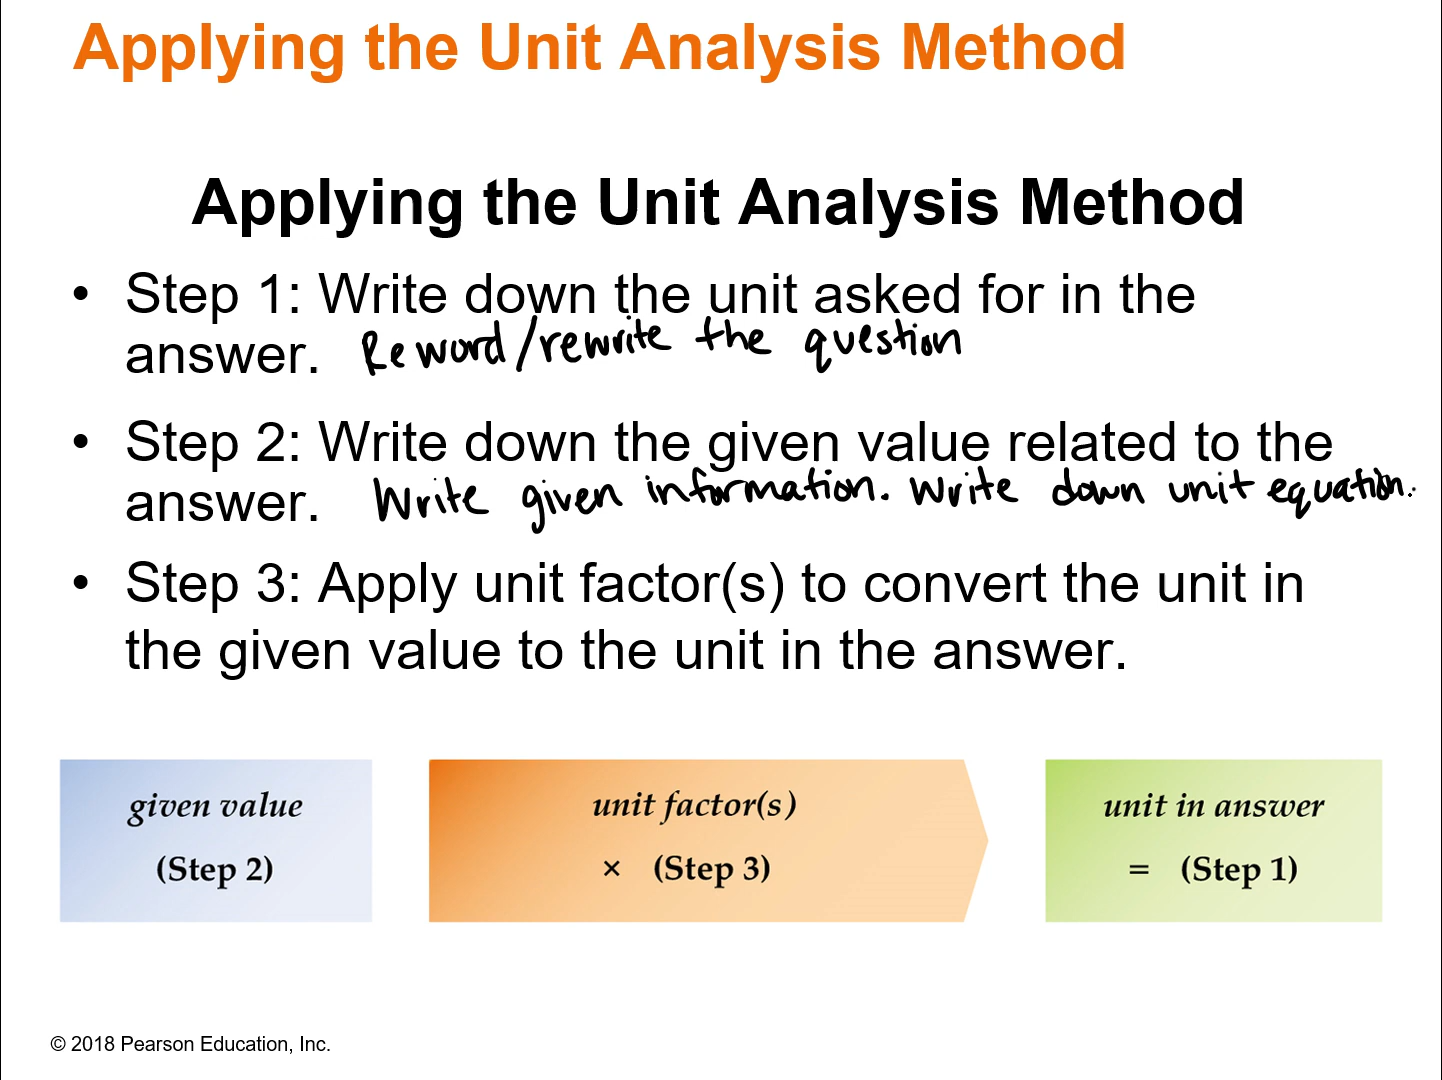 Applying the Unit Analysis Method
Applying the Unit Analysis Method
• Step 1: Write down the unit asked for in the
answer. Reword/rewrite the question
• Step 2: Write down the given value related to the
answer. Write given information. Write down unit equation.
• Step 3: Apply unit factor(s) to convert the unit in
the given value to the unit in the answer.
given value
(Step 2)
unit factor(s)
× (Step 3)
unit in answer
= (Step 1)
© 2018 Pearson Education, Inc.